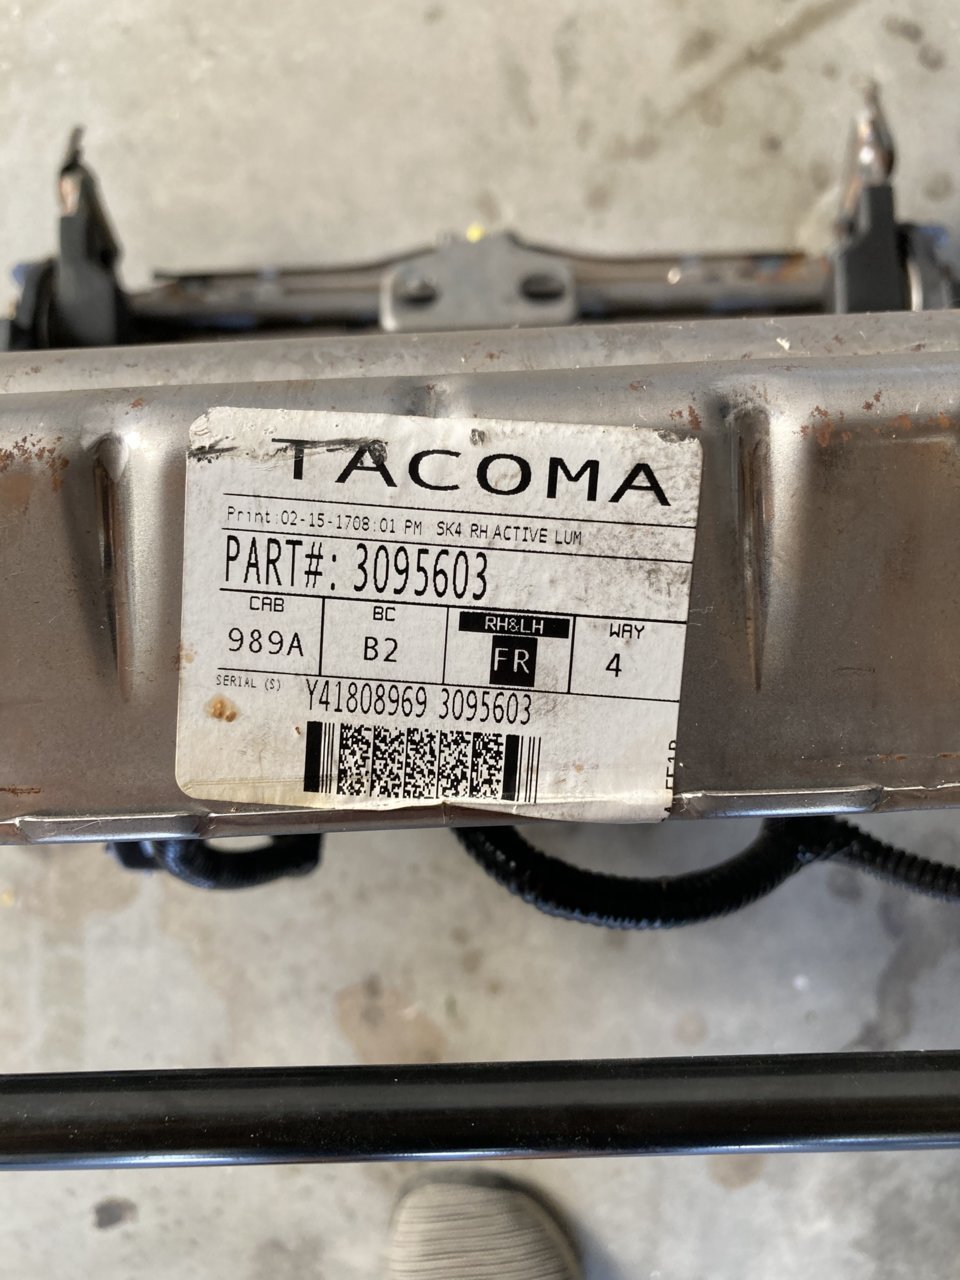 TACOMA
Print:02-15-1708:01 PM SK4 RH ACTIVE LUM
PART#: 3095603
CAB BC RH&LH WAY
989A B2 FR 4
SERIAL (S) Y41808969 3095603